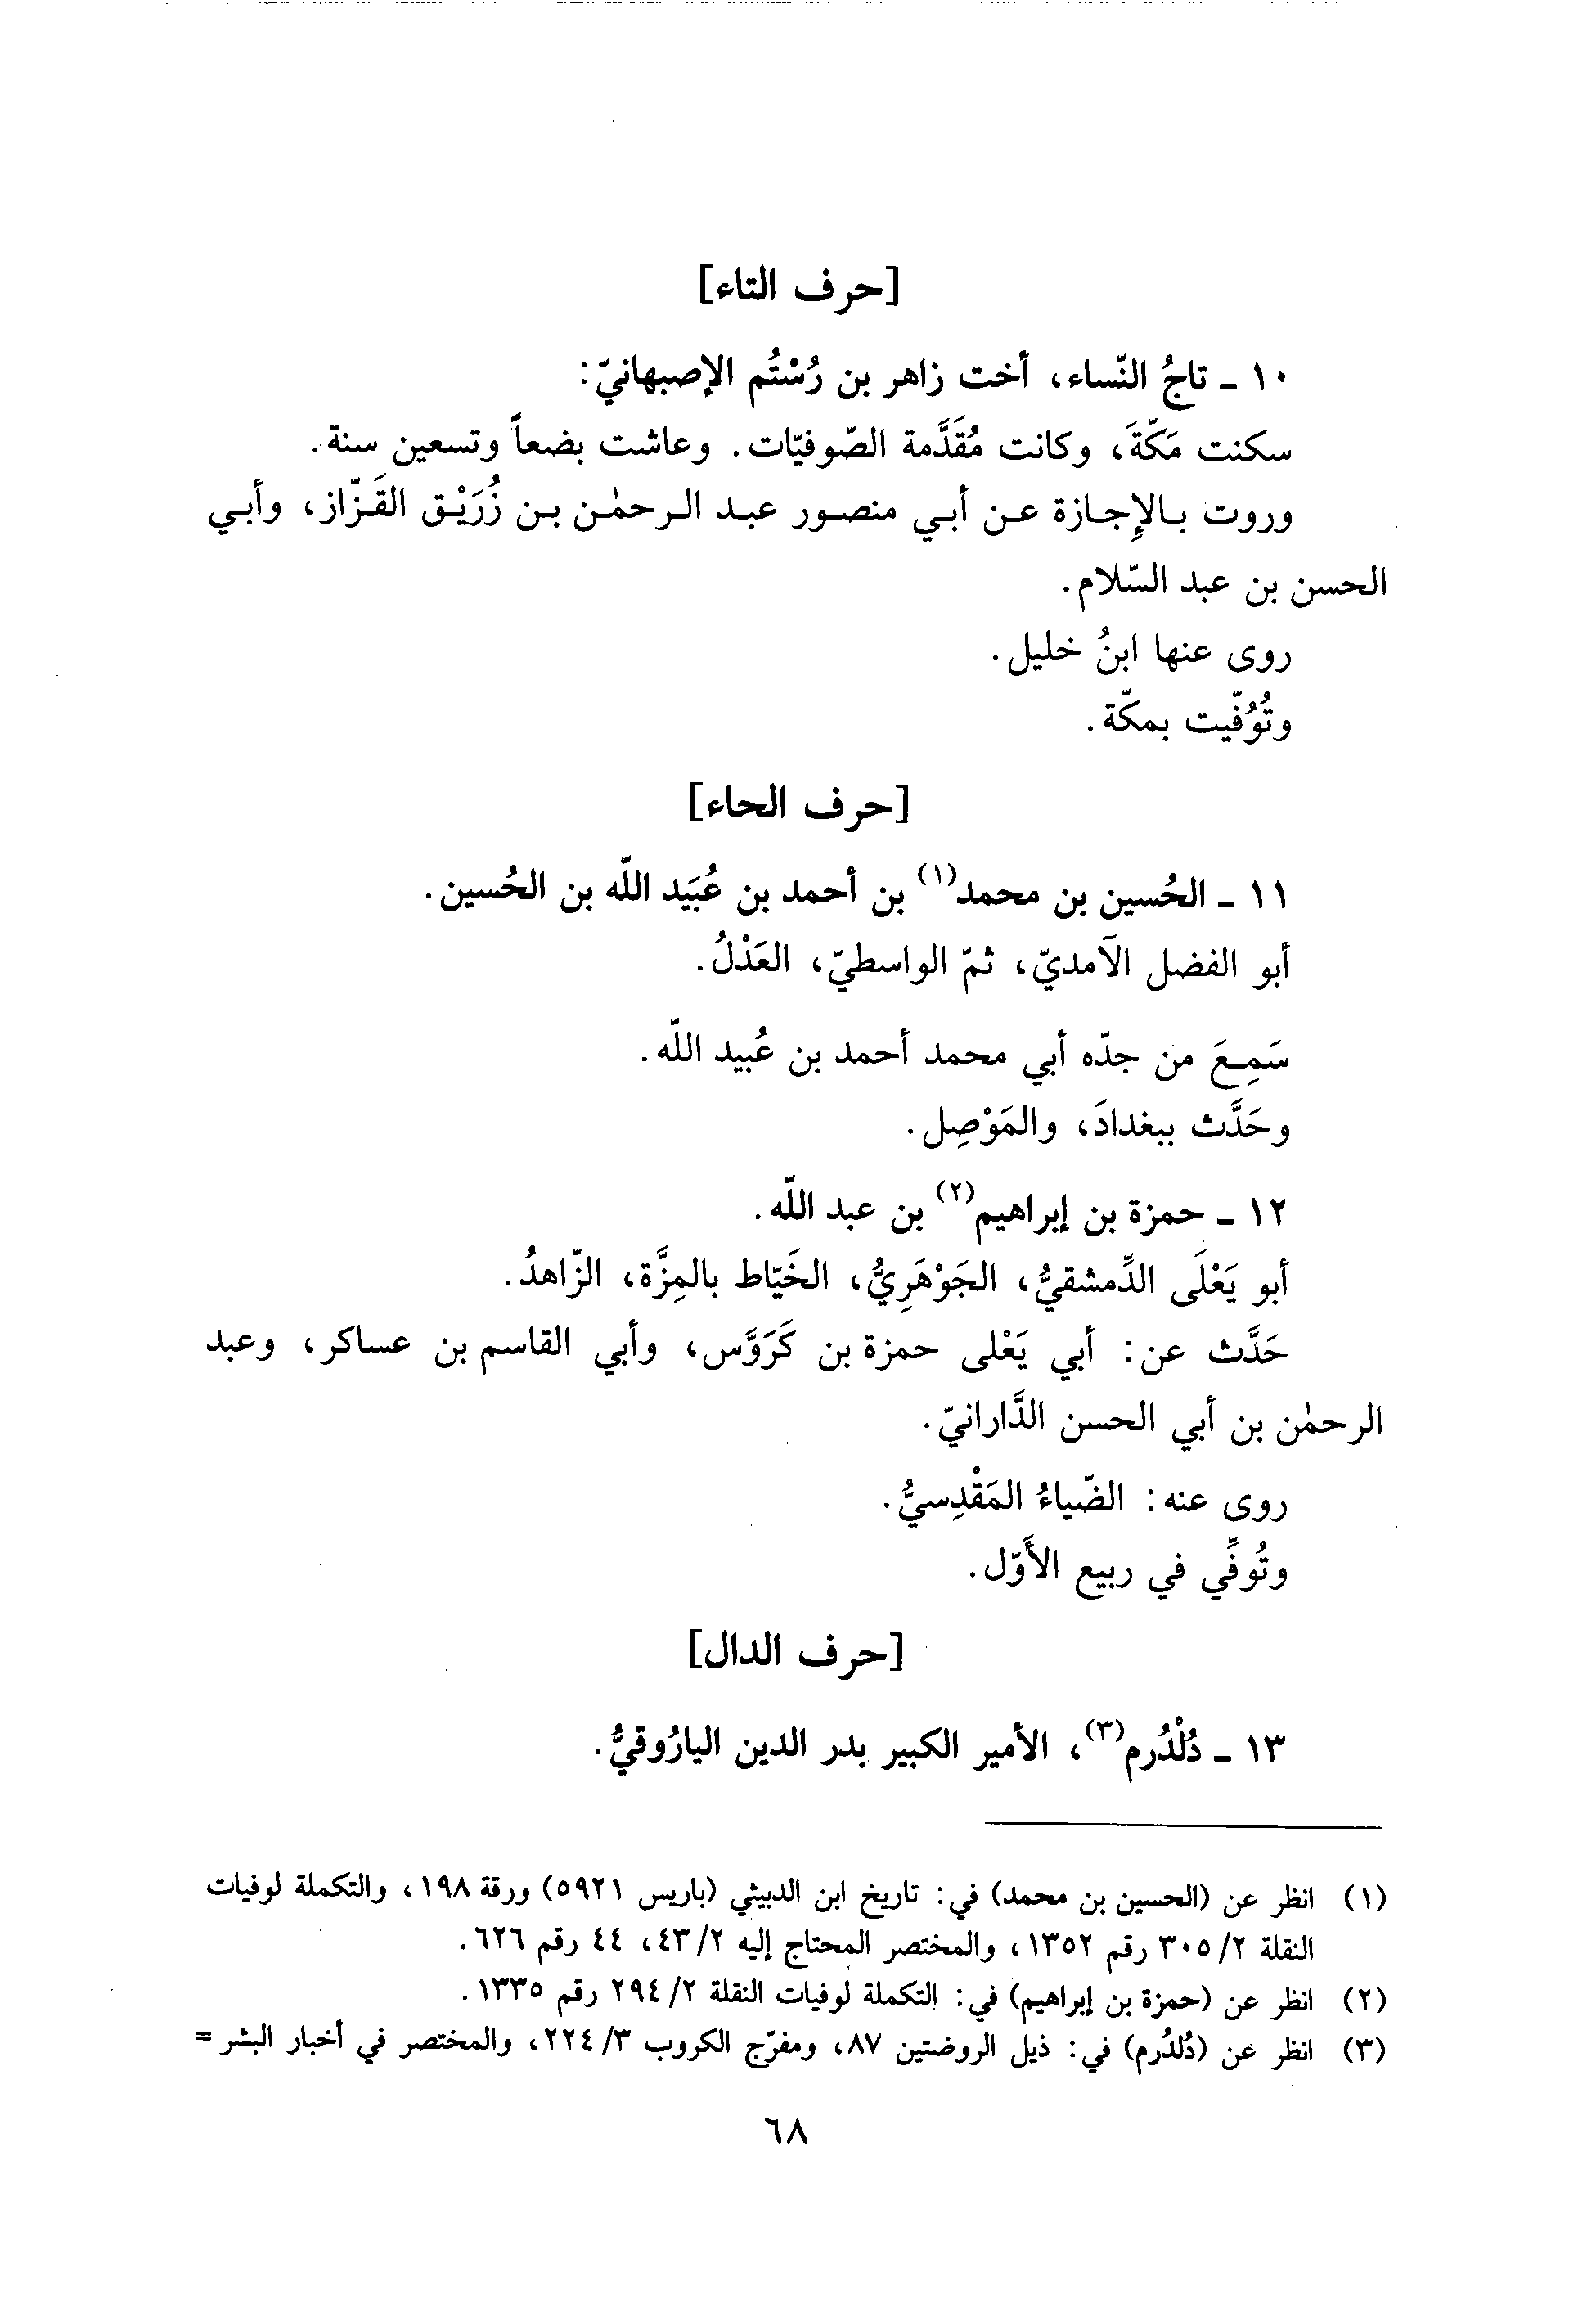 [حرف التاء]
١٠ - تاجُ النّساء، أخت زاهر بن رُسْتُم الإصبهانيّ:
سكنت مَكّةَ، وكانت مُقَدَّمة الصّوفيّات. وعاشت بضعاً وتسعين سنة.
وروت بالإِجازة عن أبي منصور عبد الرحمٰن بن زُرَيْق القَزّاز، وأبي
الحسن بن عبد السّلام.
روى عنها ابنُ خليل.
وتُوُفّيت بمكّة.
[حرف الحاء]
١١ - الحُسين بن محمد(١) بن أحمد بن عُبَيد اللّه بن الحُسين.
أبو الفضل الآمديّ، ثمّ الواسطيّ، العَدْلُ.
سَمِعَ من جدّه أبي محمد أحمد بن عُبيد اللّه.
وحَدَّث ببغدادَ، والمَوْصِل.
١٢ - حمزة بن إبراهيم(٢) بن عبد اللّه.
أبو يَعْلَى الدِّمشقيُّ، الجَوْهَرِيُّ، الخَيّاط بالمِزَّة، الزّاهدُ.
حَدَّث عن: أبي يَعْلى حمزة بن كَرَوَّس، وأبي القاسم بن عساكر، وعبد
الرحمٰن بن أبي الحسن الدَّارانيّ.
روى عنه: الضّياءُ المَقْدِسيُّ.
وتُوفِّي في ربيع الأَوّل.
[حرف الدال]
١٣ - دُلْدُرم(٣)، الأمير الكبير بدر الدين اليارُوقيُّ.
(١) انظر عن (الحسين بن محمد) في: تاريخ ابن الدبيثي (باريس ٥٩٢١) ورقة ١٩٨، والتكملة لوفيات
النقلة ٣٠٥/٢ رقم ١٣٥٢، والمختصر المحتاج إليه ٤٣/٢، ٤٤ رقم ٦٢٦.
(٢) انظر عن (حمزة بن إبراهيم) في: التكملة لوفيات النقلة ٢٩٤/٢ رقم ١٣٣٥.
(٣) انظر عن (دُلدُرم) في: ذيل الروضتين ٨٧، ومفرّج الكروب ٢٢٤/٣، والمختصر في أخبار البشر =
٦٨